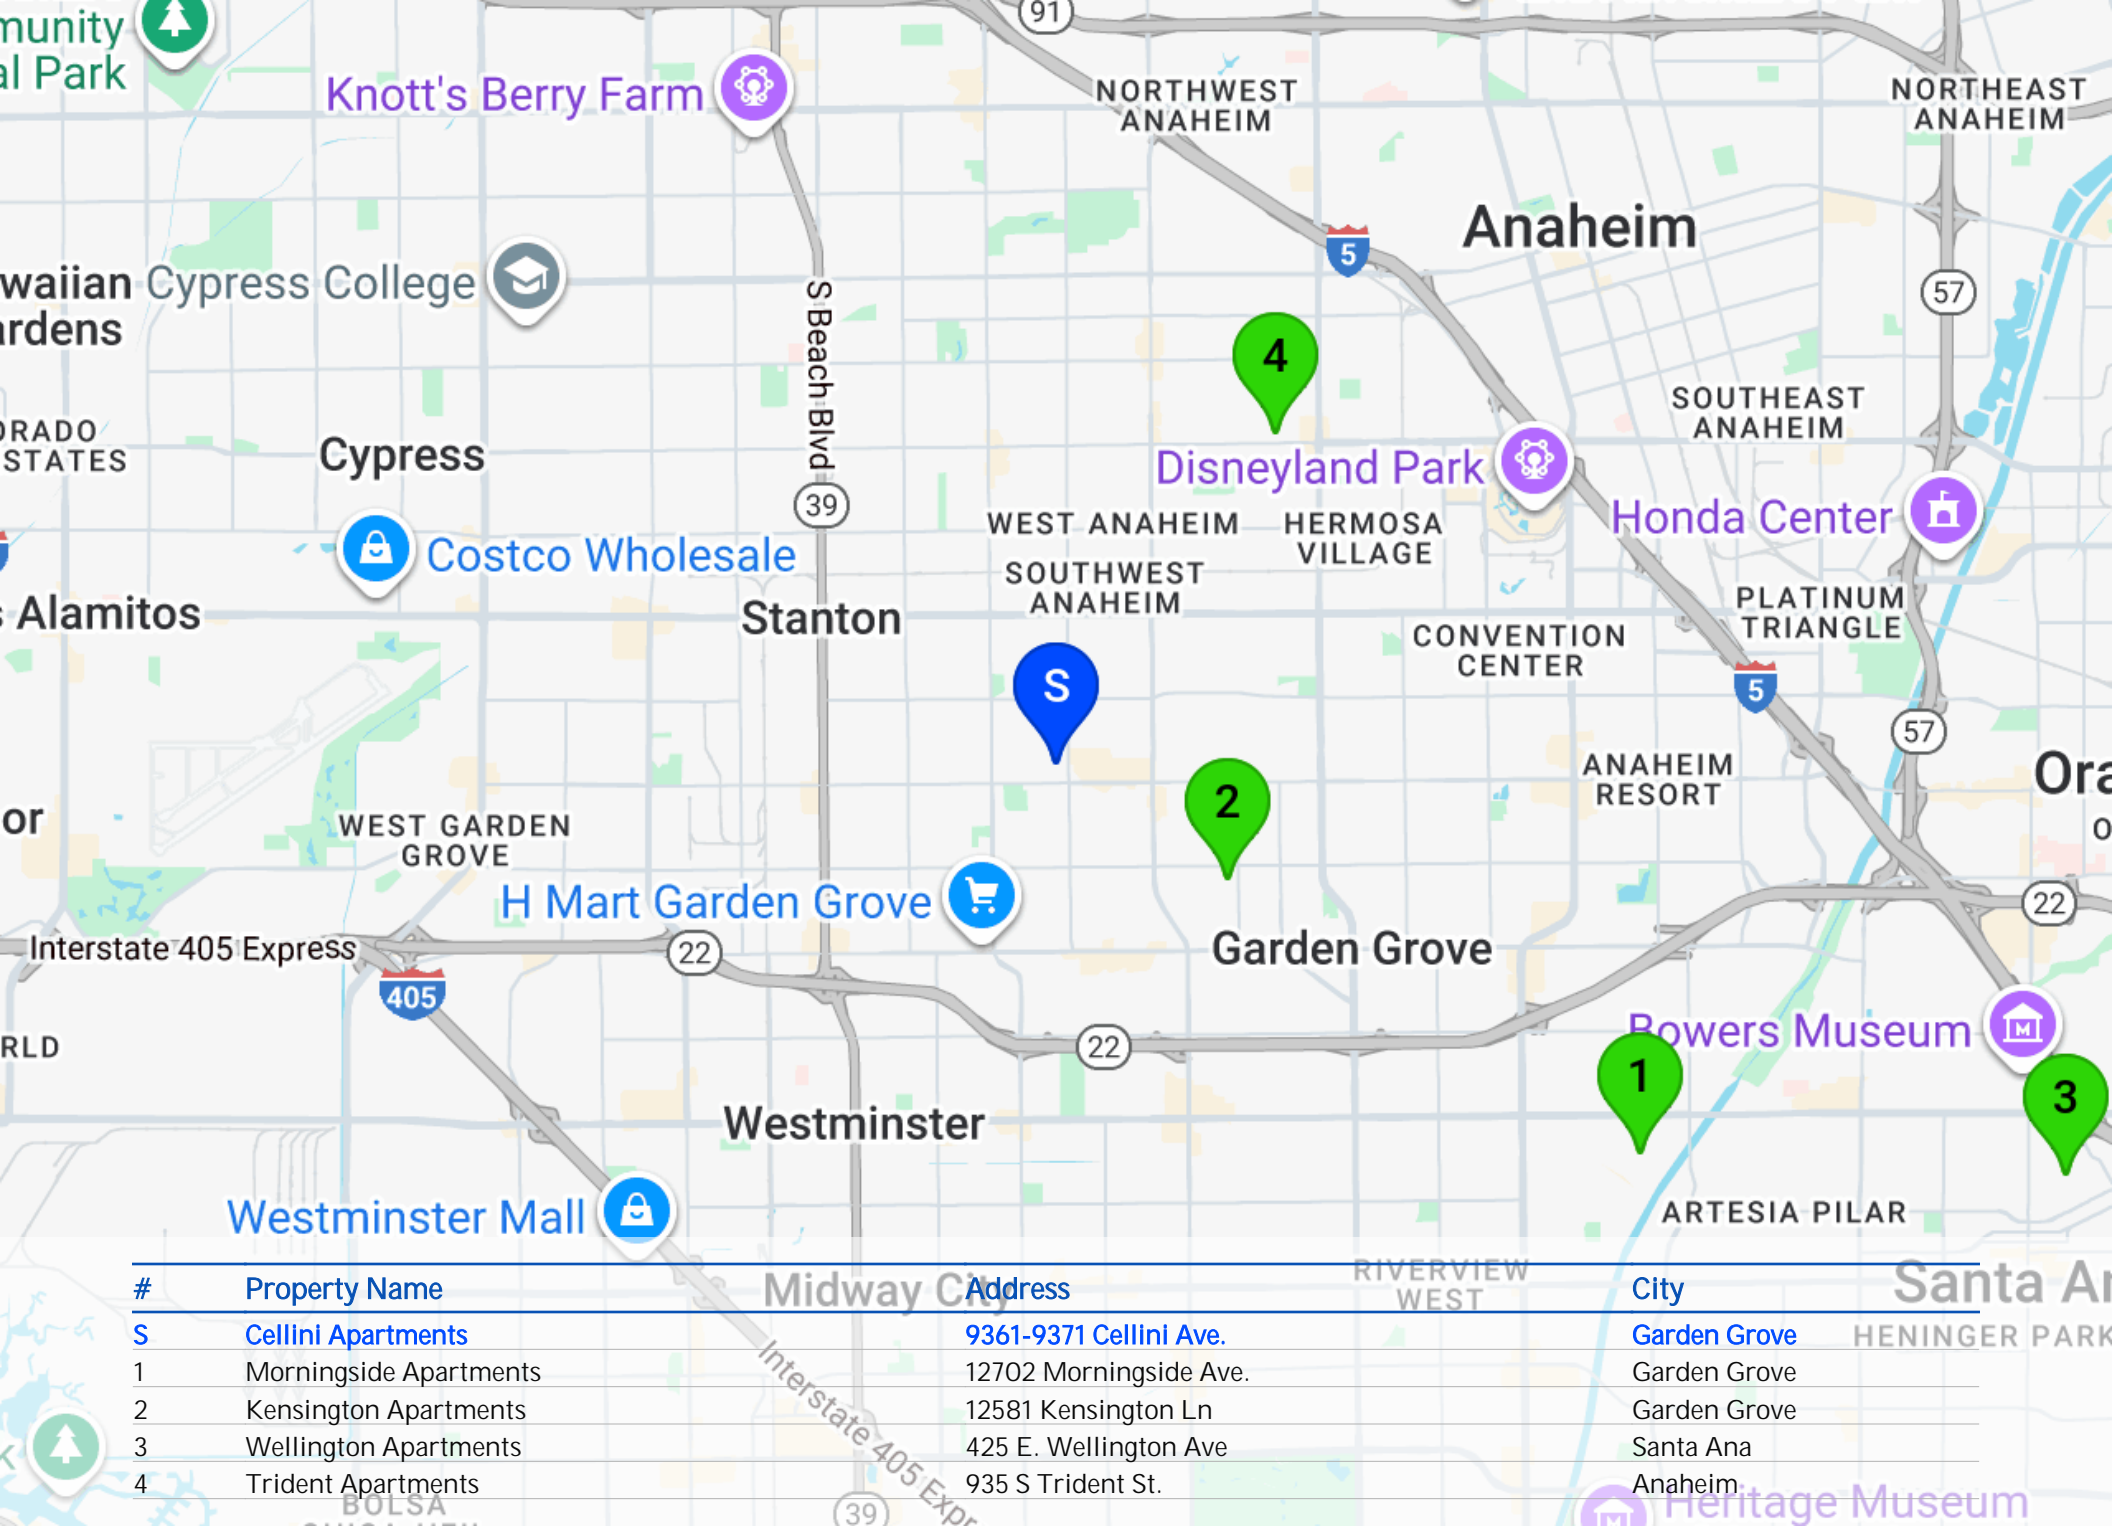 91
munity
al Park
Knott's Berry Farm
NORTHWEST
ANAHEIM
NORTHEAST
ANAHEIM
Anaheim
5
waiian
ardens
Cypress College
57
S Beach Blvd
4
ORADO
STATES
Cypress
SOUTHEAST
ANAHEIM
Disneyland Park
39
Honda Center
WEST ANAHEIM
HERMOSA
VILLAGE
Costco Wholesale
SOUTHWEST
ANAHEIM
s Alamitos
Stanton
PLATINUM
TRIANGLE
CONVENTION
CENTER
S
5
57
ANAHEIM
RESORT
Ora
2
or
O
WEST GARDEN
GROVE
H Mart Garden Grove
22
Interstate 405 Express
22
Garden Grove
405
Bowers Museum
M
RLD
22
1
3
Westminster
Westminster Mall
ARTESIA PILAR
RIVERVIEW
WEST
Midway City
Santa An
HENINGER PARK
Interstate 405 Expr
# Property Name Address City
S Cellini Apartments 9361-9371 Cellini Ave. Garden Grove
1 Morningside Apartments 12702 Morningside Ave. Garden Grove
2 Kensington Apartments 12581 Kensington Ln Garden Grove
3 Wellington Apartments 425 E. Wellington Ave Santa Ana
4 Trident Apartments 935 S Trident St. Anaheim
K
BOLSA
39
Heritage Museum
M